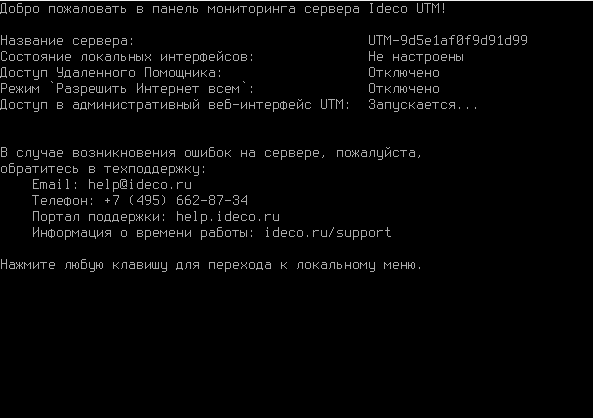 Добро пожаловать в панель мониторинга сервера Ideco UTM!
Название сервера: UTM-9d5e1af0f9d91d99
Состояние локальных интерфейсов: Не настроены
Доступ Удаленного Помощника: Отключено
Режим `Разрешить Интернет всем`: Отключено
Доступ в административный веб-интерфейс UTM: Запускается...
В случае возникновения ошибок на сервере, пожалуйста,
обратитесь в техподдержку:
Email: help@ideco.ru
Телефон: +7 (495) 662-87-34
Портал поддержки: help.ideco.ru
Информация о времени работы: ideco.ru/support
Нажмите любую клавишу для перехода к локальному меню.